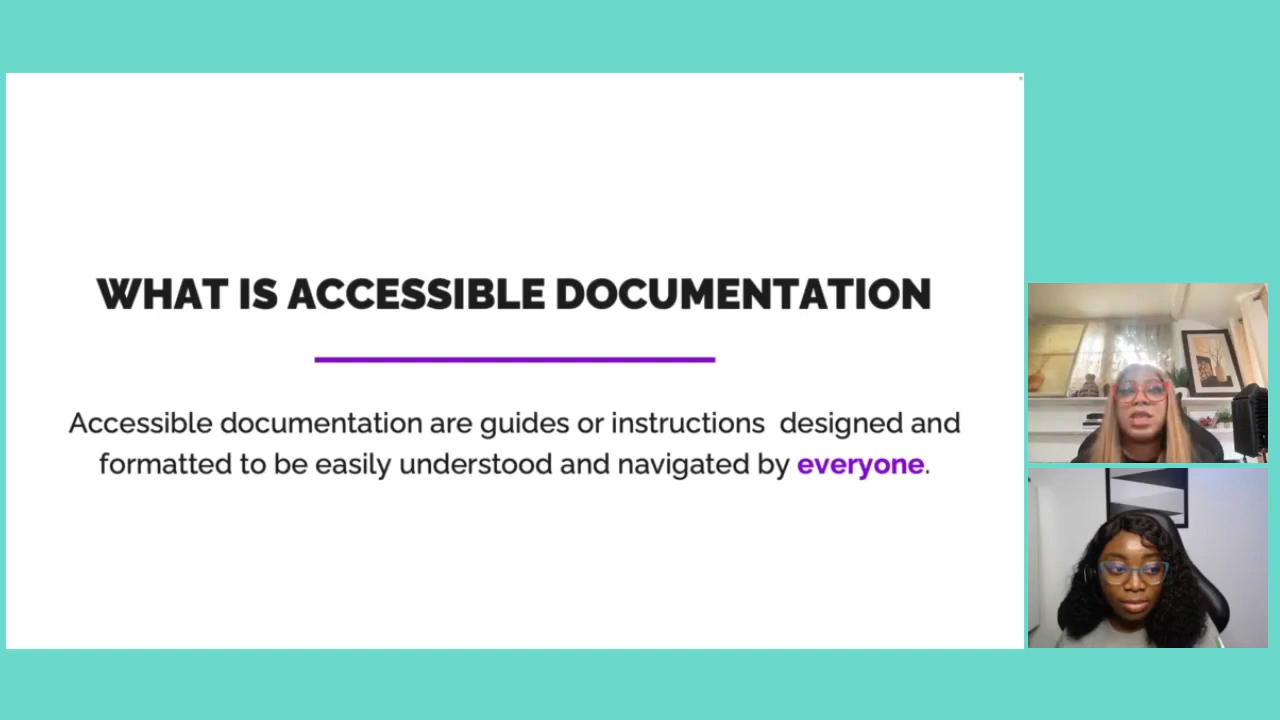 WHAT IS ACCESSIBLE DOCUMENTATION
Accessible documentation are guides or instructions  designed and
formatted to be easily understood and navigated by everyone.